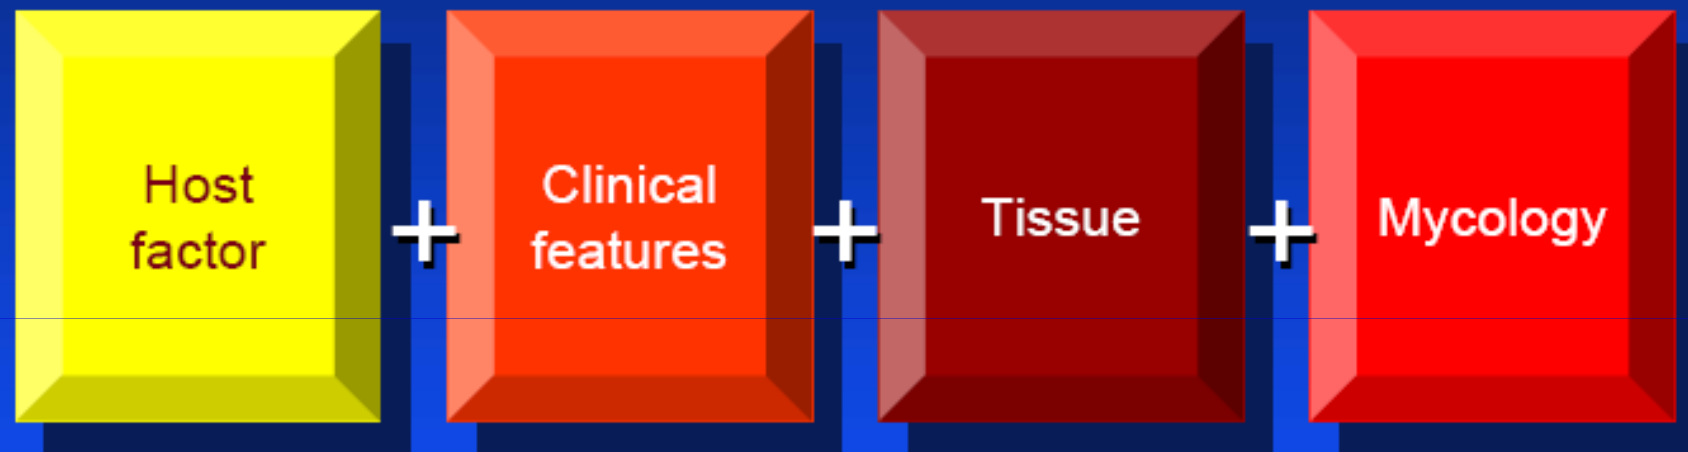 Host
factor
+
Clinical
features
+
Tissue
+
Mycology